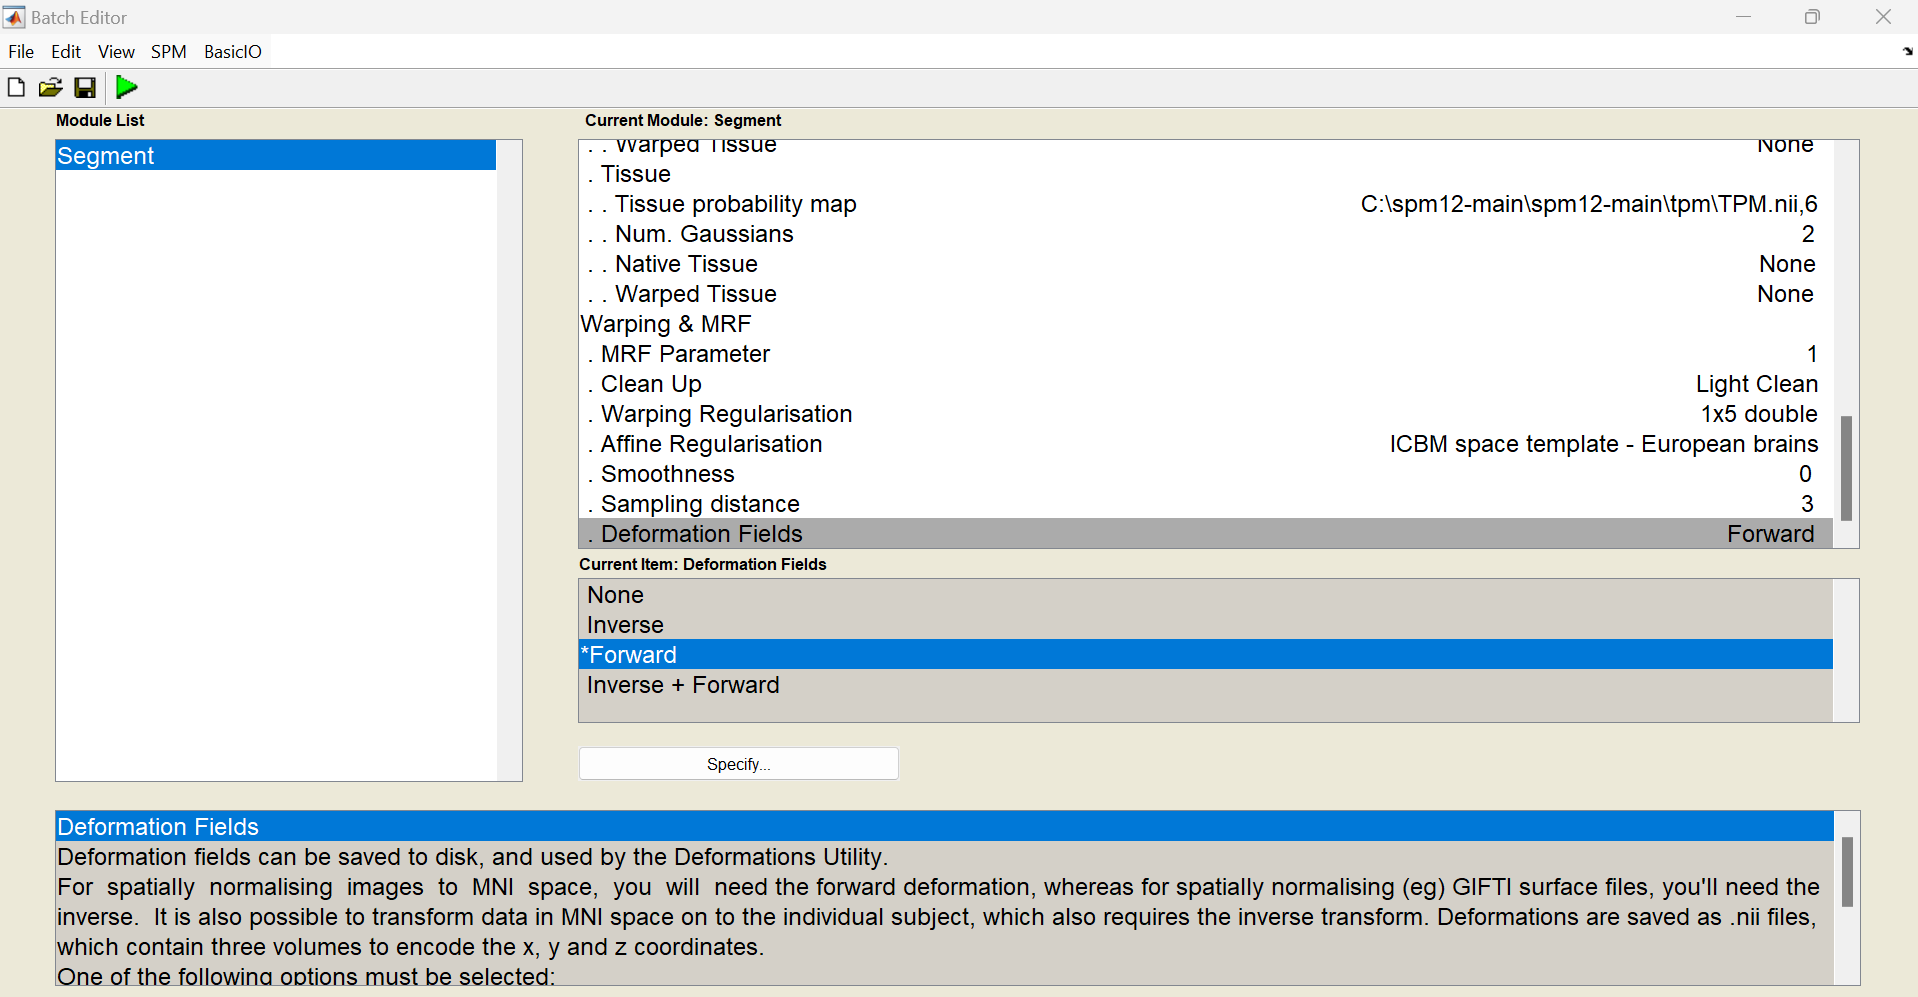 Batch Editor
File Edit View SPM BasicIO
Module List
Segment
Current Module: Segment
. . Warped Tissue None
. Tissue
. . Tissue probability map C:\spm12-main\spm12-main\tpm\TPM.nii,6
. . Num. Gaussians 2
. . Native Tissue None
. . Warped Tissue None
Warping & MRF
. MRF Parameter 1
. Clean Up Light Clean
. Warping Regularisation 1x5 double
. Affine Regularisation ICBM space template - European brains
. Smoothness 0
. Sampling distance 3
. Deformation Fields Forward
Current Item: Deformation Fields
None
Inverse
*Forward
Inverse + Forward
Specify...
Deformation Fields
Deformation fields can be saved to disk, and used by the Deformations Utility.
For spatially normalising images to MNI space, you will need the forward deformation, whereas for spatially normalising (eg) GIFTI surface files, you'll need the
inverse. It is also possible to transform data in MNI space on to the individual subject, which also requires the inverse transform. Deformations are saved as .nii files,
which contain three volumes to encode the x, y and z coordinates.
One of the following options must be selected: